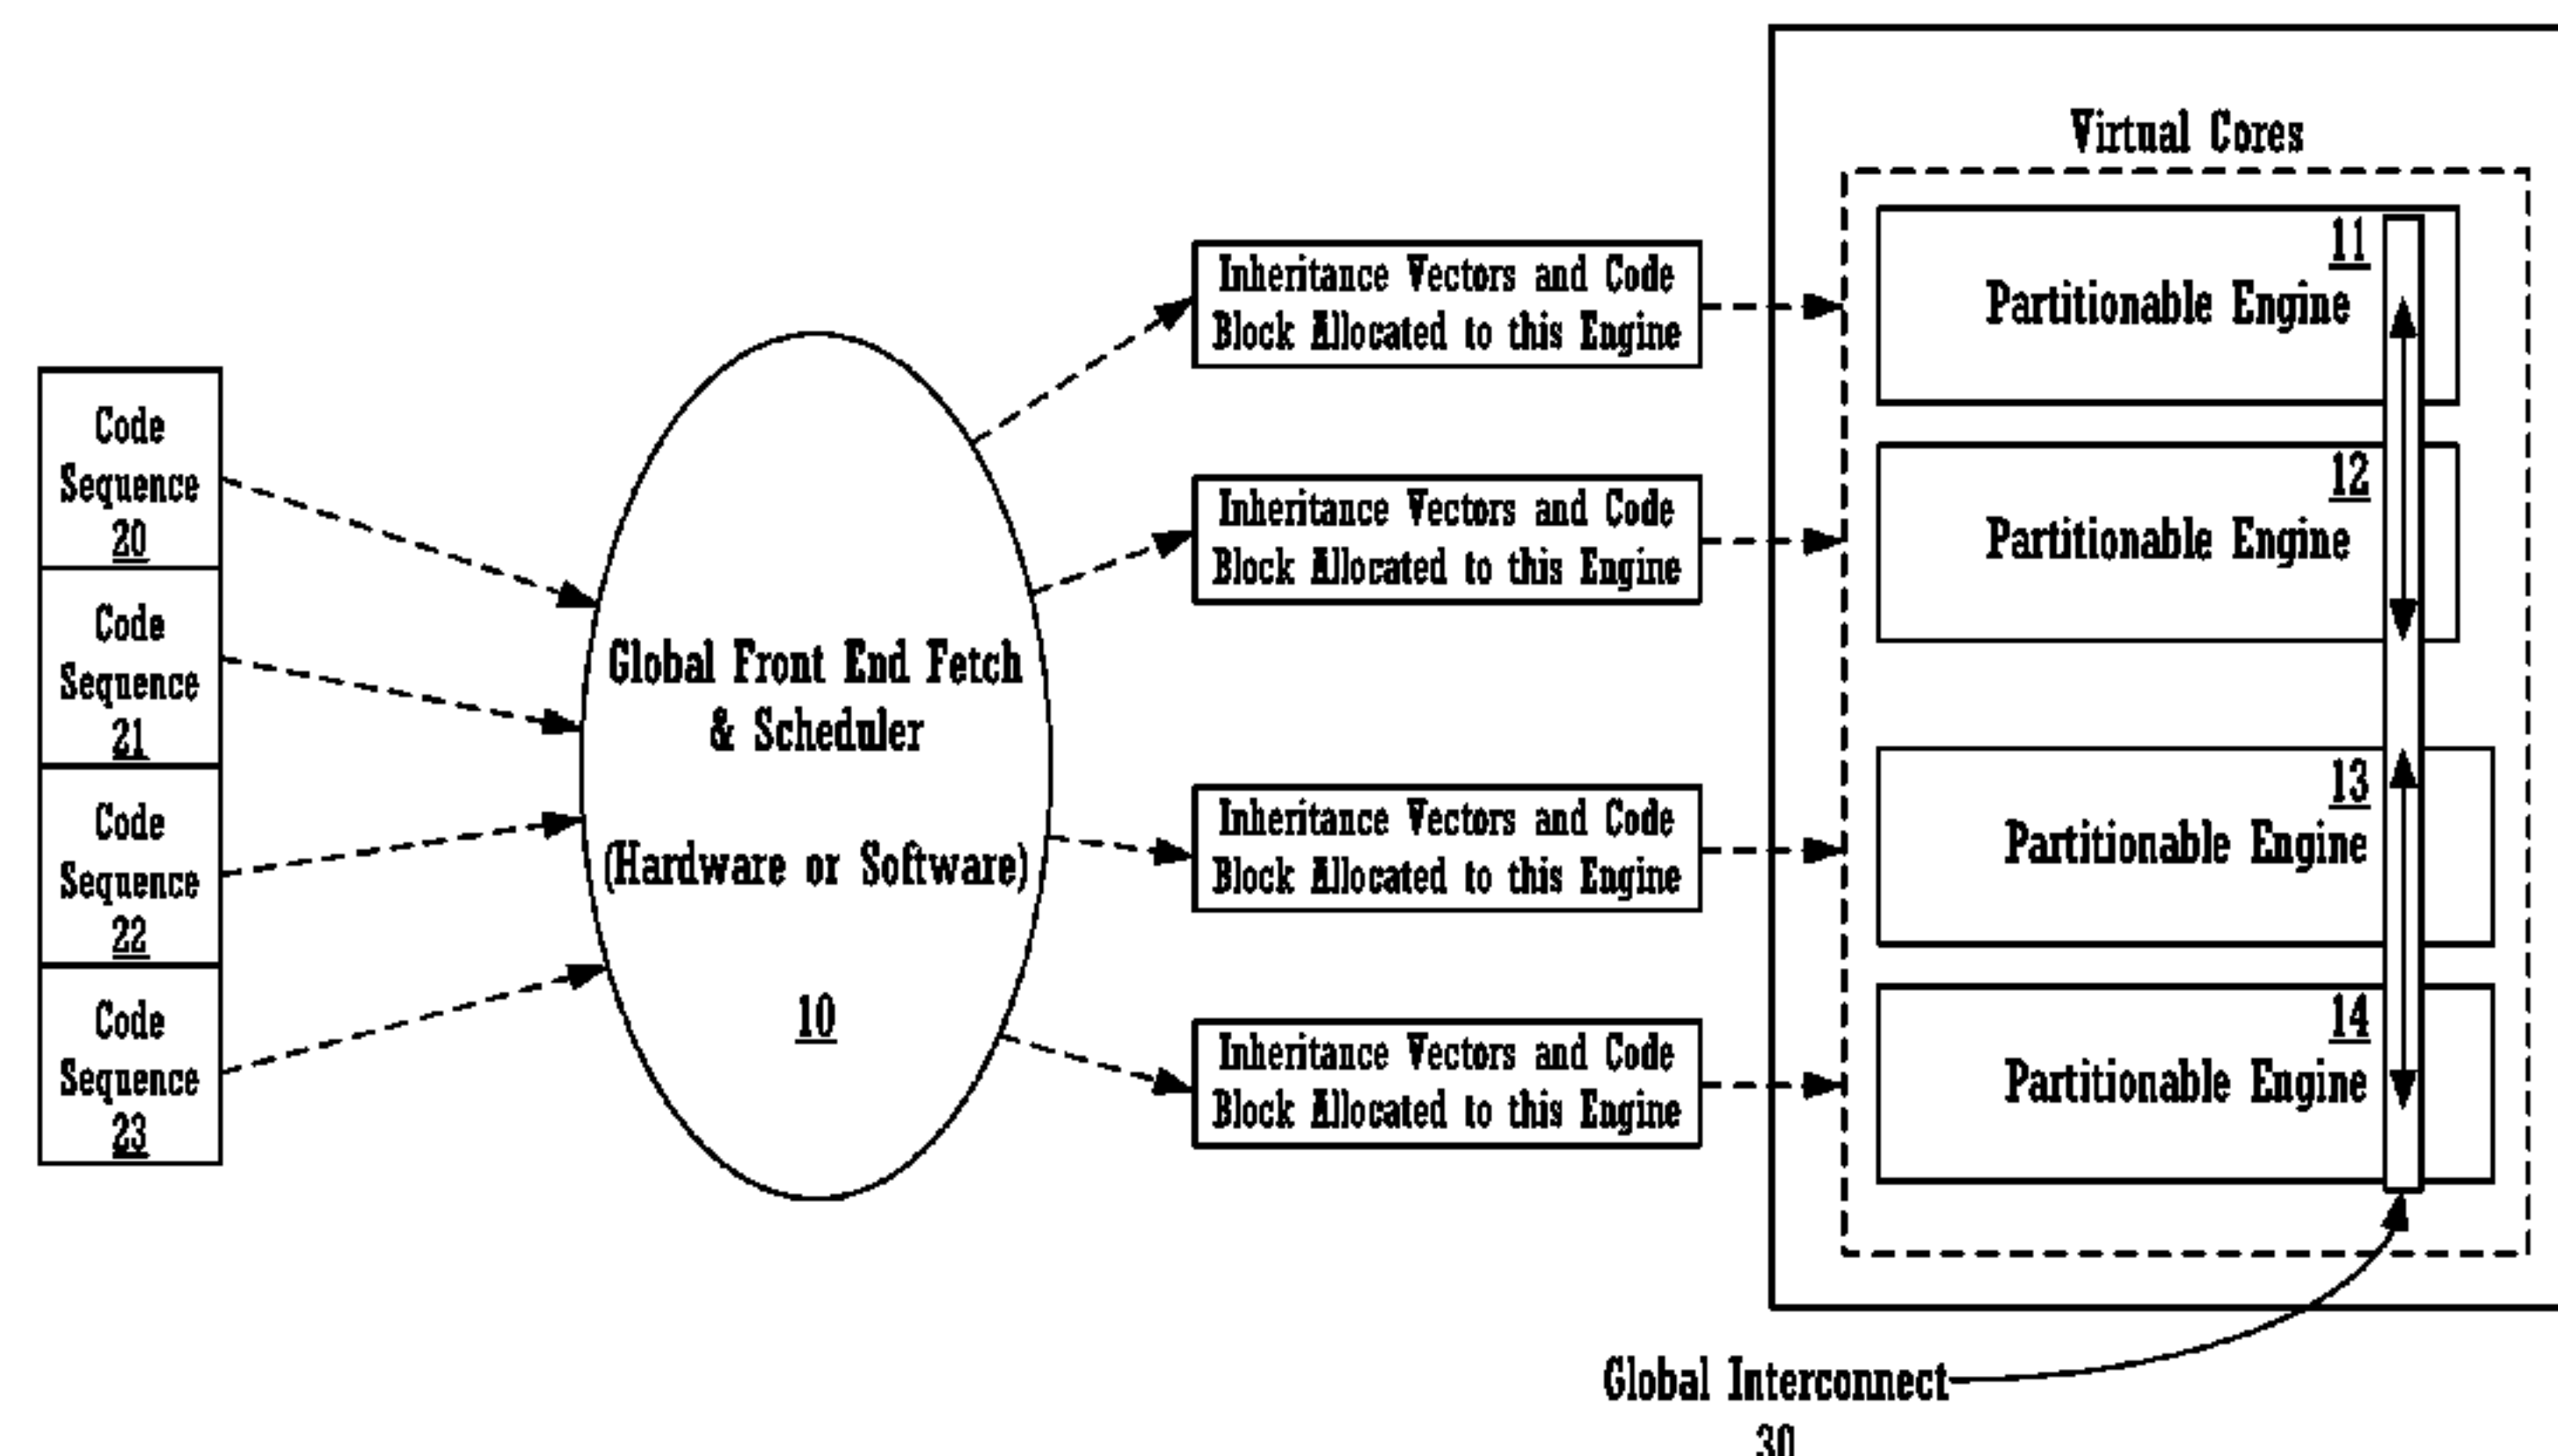 Code
Sequence
20
Code
Sequence
21
Code
Sequence
22
Code
Sequence
23
Global Front End Fetch
& Scheduler
(Hardware or Software)
10
Inheritance Vectors and Code
Block Allocated to this Engine
Inheritance Vectors and Code
Block Allocated to this Engine
Inheritance Vectors and Code
Block Allocated to this Engine
Inheritance Vectors and Code
Block Allocated to this Engine
Virtual Cores
11
Partitionable Engine
12
Partitionable Engine
13
Partitionable Engine
14
Partitionable Engine
Global Interconnect
30